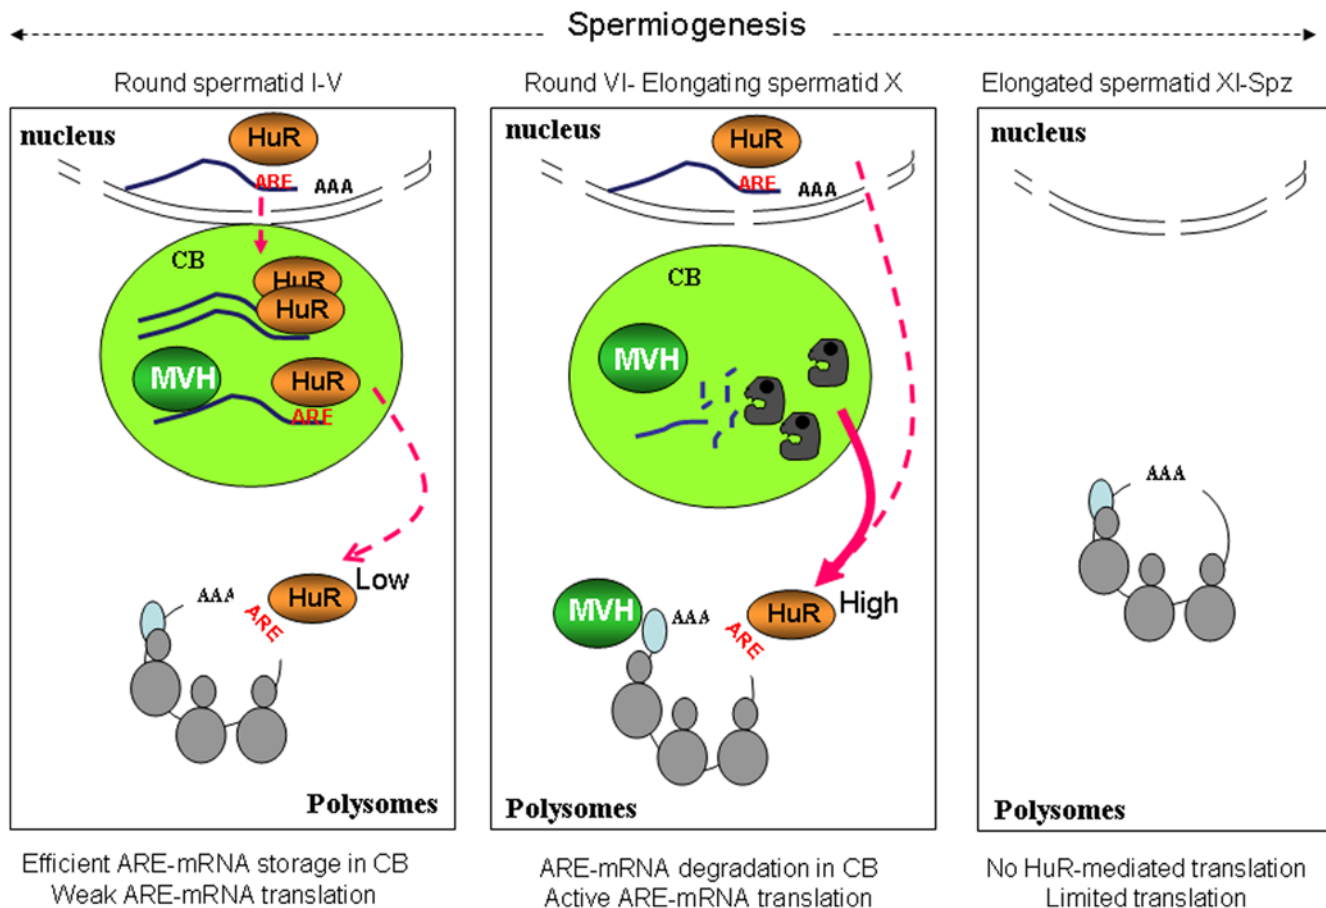 Spermiogenesis
Round spermatid I-V
nucleus
HuR
ARE
AAA
CB
HuR
HuR
MVH
HuR
ARE
Low
HuR
AAA
ARE
Polysomes
Efficient ARE-mRNA storage in CB
Weak ARE-mRNA translation
Round VI- Elongating spermatid X
nucleus
HuR
ARE
AAA
CB
MVH
MVH
AAA
HuR
High
ARE
Polysomes
ARE-mRNA degradation in CB
Active ARE-mRNA translation
Elongated spermatid XI-Spz
nucleus
AAA
No HuR-mediated translation
Limited translation